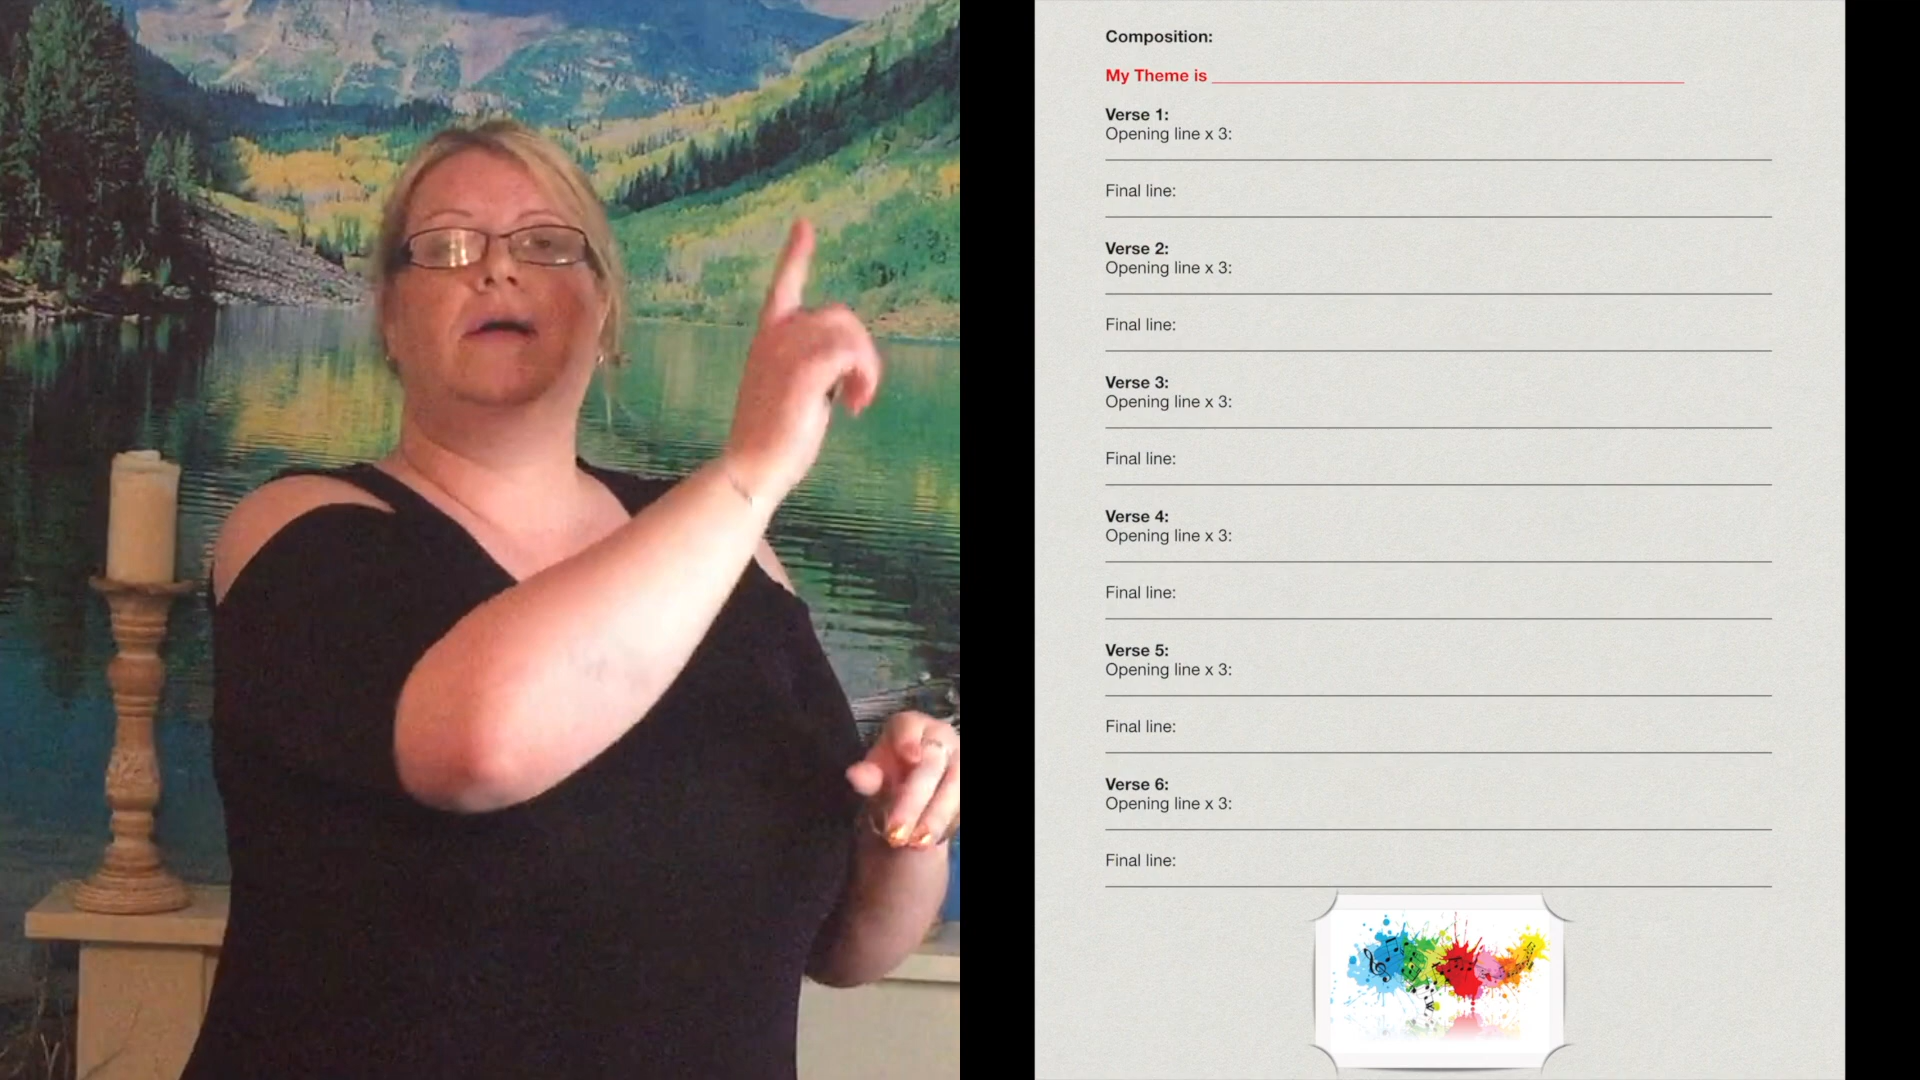 Composition:
My Theme is
Verse 1:
Opening line x 3:
Final line:
Verse 2:
Opening line x 3:
Final line:
Verse 3:
Opening line x 3:
Final line:
Verse 4:
Opening line x 3:
Final line:
Verse 5:
Opening line x 3:
Final line:
Verse 6:
Opening line x 3:
Final line: